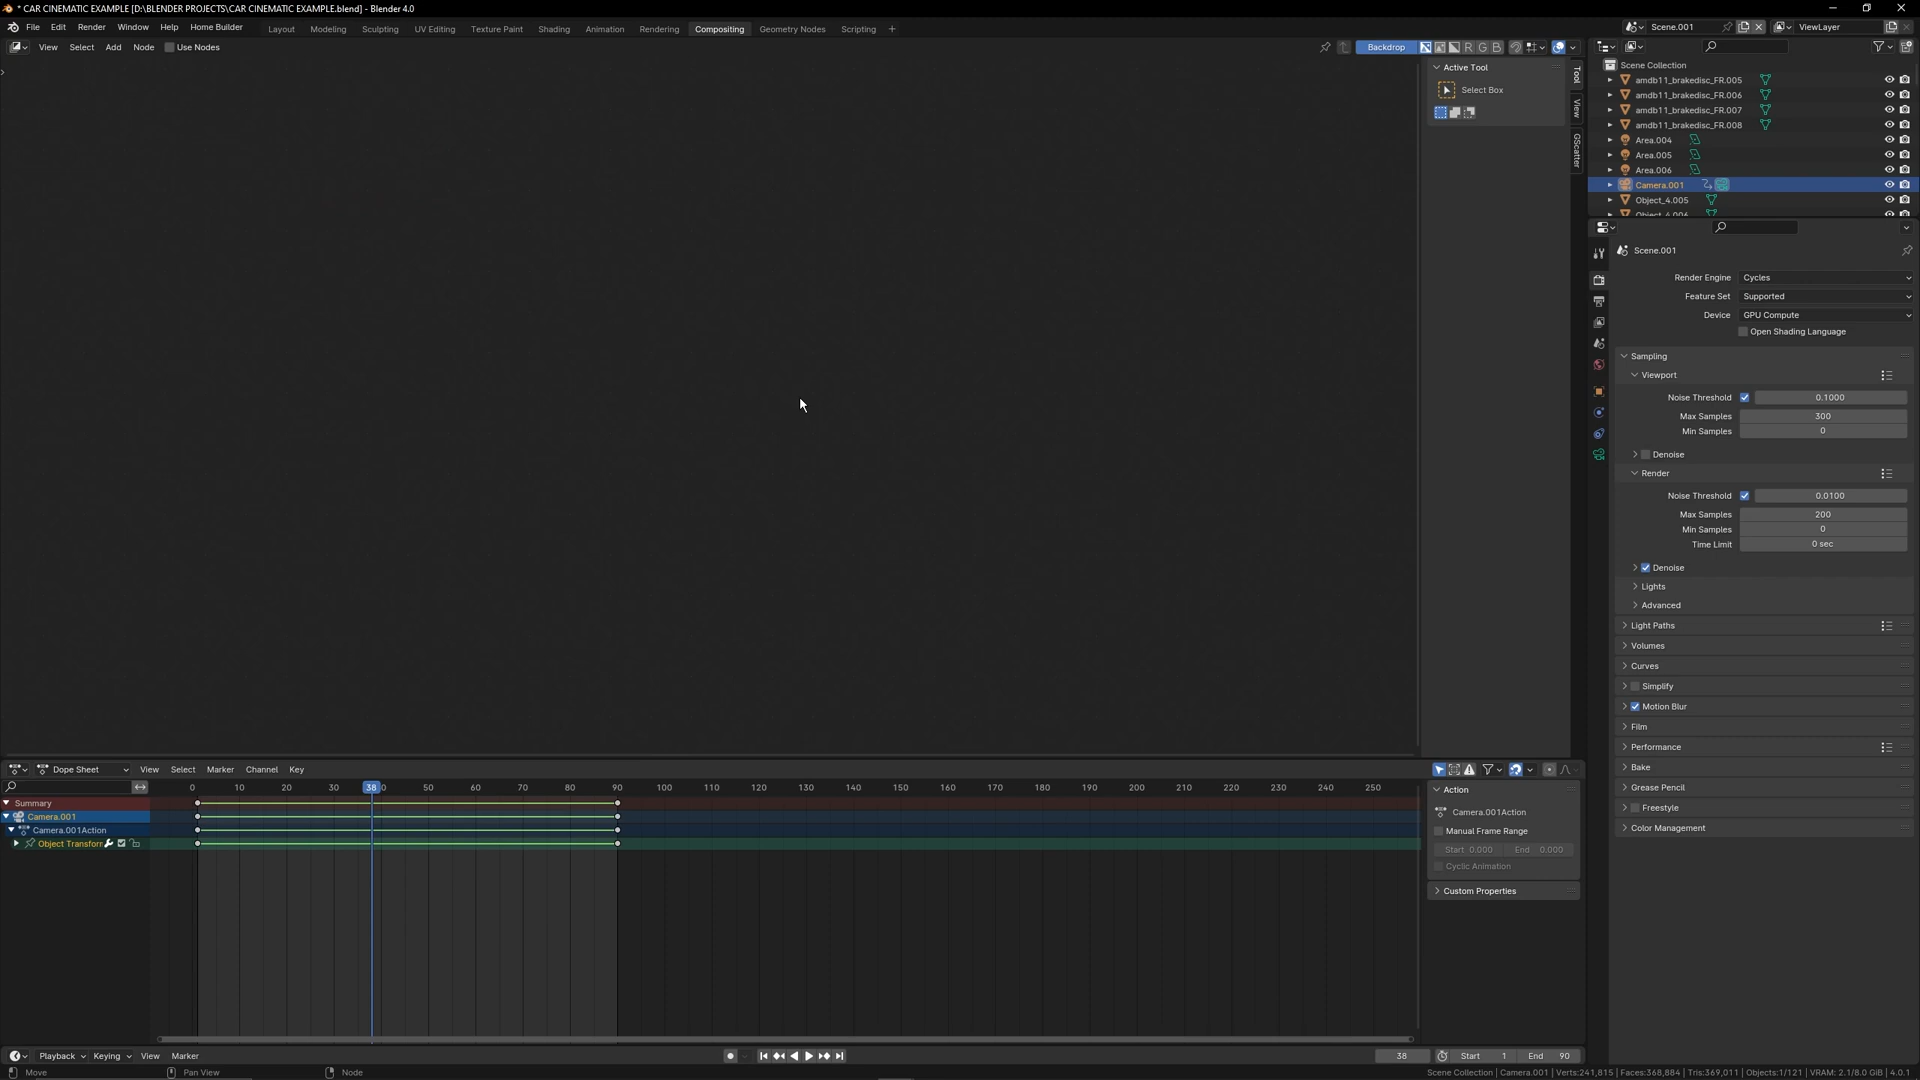 * CAR CINEMATIC EXAMPLE [D:\BLENDER PROJECTS\CAR CINEMATIC EXAMPLE.blend] - Blender 4.0
File Edit Render Window Help Home Builder Layout Modeling Sculpting UV Editing Texture Paint Shading Animation Rendering Compositing Geometry Nodes Scripting + Scene.001 ViewLayer
View Select Add Node Use Nodes Backdrop R G B
Active Tool
Select Box
Tool
View
GScatter
Scene Collection
amdb11_brakedisc_FR.005
amdb11_brakedisc_FR.006
amdb11_brakedisc_FR.007
amdb11_brakedisc_FR.008
Area.004
Area.005
Area.006
Camera.001
Object_4.005
Object_4.006
Scene.001
Render Engine Cycles
Feature Set Supported
Device GPU Compute
Open Shading Language
Sampling
Viewport
Noise Threshold 0.1000
Max Samples 300
Min Samples 0
Denoise
Render
Noise Threshold 0.0100
Max Samples 200
Min Samples 0
Time Limit 0 sec
Denoise
Lights
Advanced
Light Paths
Volumes
Curves
Simplify
Motion Blur
Film
Performance
Bake
Grease Pencil
Freestyle
Color Management
Dope Sheet View Select Marker Channel Key
0 10 20 30 38 0 50 60 70 80 90 100 110 120 130 140 150 160 170 180 190 200 210 220 230 240 250
Summary
Camera.001
Camera.001Action
Object Transforr
Action
Camera.001Action
Manual Frame Range
Start 0.000 End 0.000
Cyclic Animation
Custom Properties
Playback Keying View Marker 38 Start 1 End 90
Move Pan View Node Scene Collection | Camera.001 | Verts:241,815 | Faces:368,884 | Tris:369,011 | Objects:1/121 | VRAM: 2.1/8.0 GiB | 4.0.1